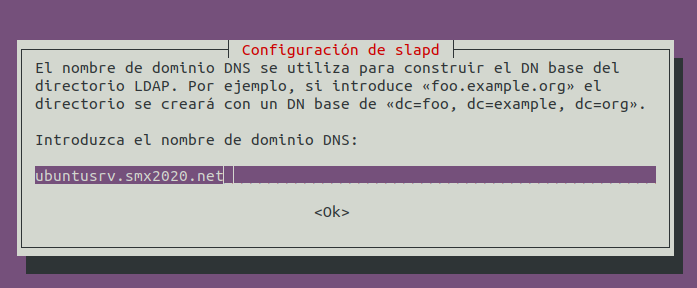 Configuración de slapd
El nombre de dominio DNS se utiliza para construir el DN base del
directorio LDAP. Por ejemplo, si introduce «foo.example.org» el
directorio se creará con un DN base de «dc=foo, dc=example, dc=org».
Introduzca el nombre de dominio DNS:
ubuntusrv.smx2020.net
<Ok>